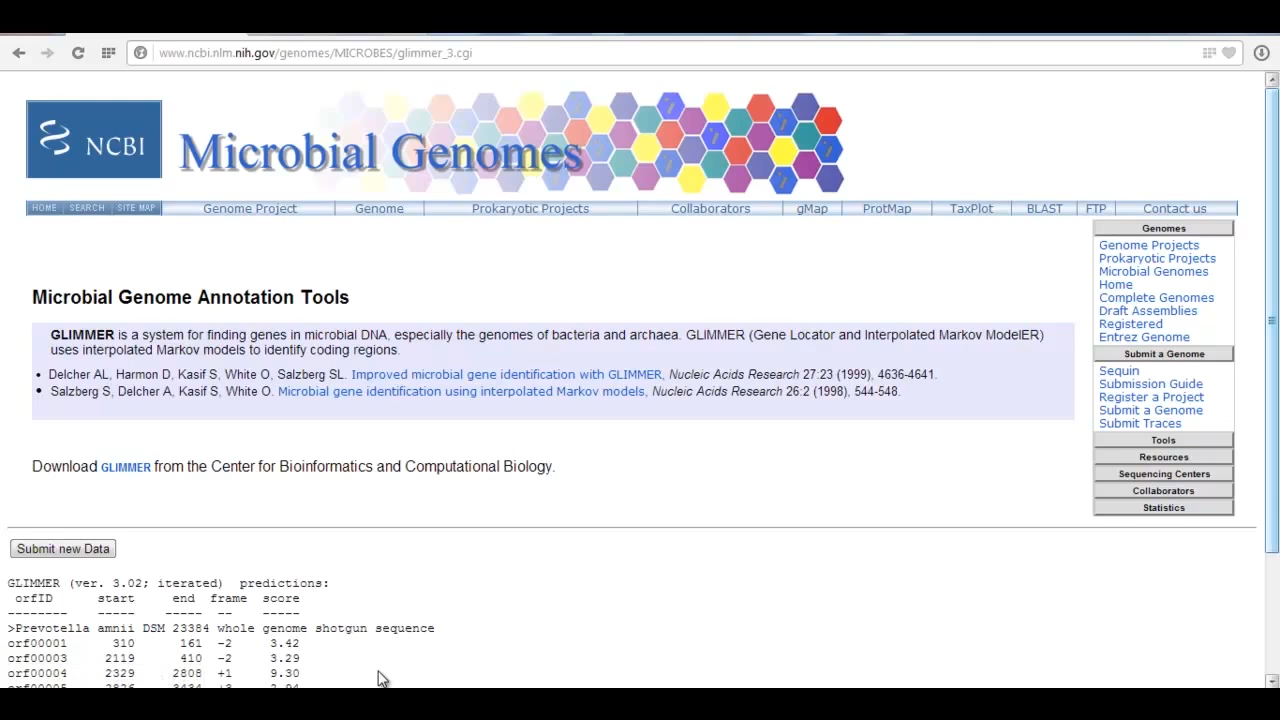 www.ncbi.nlm.nih.gov/genomes/MICROBES/glimmer_3.cgi
NCBI
Microbial Genomes
HOME | SEARCH | SITE MAP
Genome Project
Genome
Prokaryotic Projects
Collaborators
gMap
ProtMap
TaxPlot
BLAST
FTP
Contact us
Genomes
Genome Projects
Prokaryotic Projects
Microbial Genomes
Home
Complete Genomes
Draft Assemblies
Registered
Entrez Genome
Submit a Genome
Sequin
Submission Guide
Register a Project
Submit a Genome
Submit Traces
Tools
Resources
Sequencing Centers
Collaborators
Statistics
Microbial Genome Annotation Tools
GLIMMER is a system for finding genes in microbial DNA, especially the genomes of bacteria and archaea. GLIMMER (Gene Locator and Interpolated Markov ModelER)
uses interpolated Markov models to identify coding regions.
• Delcher AL, Harmon D, Kasif S, White O, Salzberg SL. Improved microbial gene identification with GLIMMER, Nucleic Acids Research 27:23 (1999), 4636-4641.
• Salzberg S, Delcher A, Kasif S, White O. Microbial gene identification using interpolated Markov models, Nucleic Acids Research 26:2 (1998), 544-548.
Download GLIMMER from the Center for Bioinformatics and Computational Biology.
Submit new Data
GLIMMER (ver. 3.02; iterated) predictions:
orfID start end frame score
-------- ----- ----- -- -----
>Prevotella amnii DSM 23384 whole genome shotgun sequence
orf00001 310 161 -2 3.42
orf00003 2119 410 -2 3.29
orf00004 2329 2808 +1 9.30